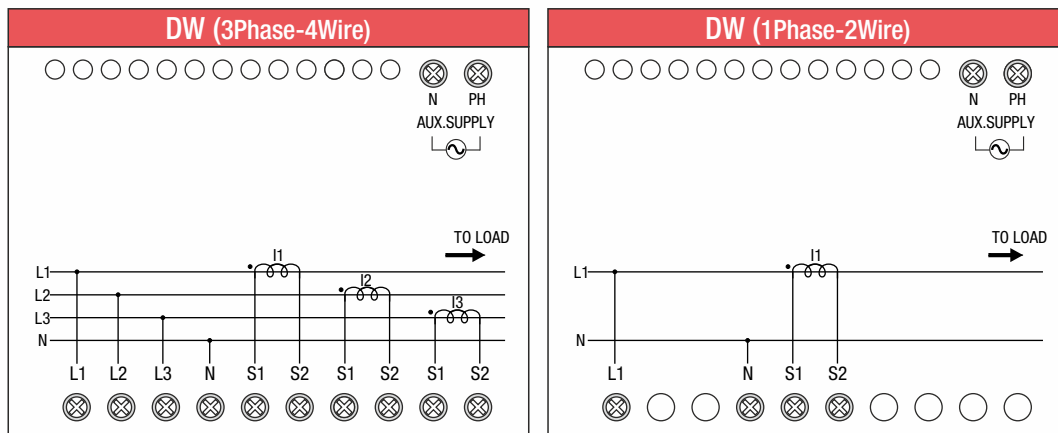 DW (3Phase-4Wire)
N PH
AUX.SUPPLY
TO LOAD
I1
L1
I2
L2
I3
L3
N
L1 L2 L3 N S1 S2 S1 S2 S1 S2
DW (1Phase-2Wire)
N PH
AUX.SUPPLY
TO LOAD
I1
L1
N
L1 N S1 S2